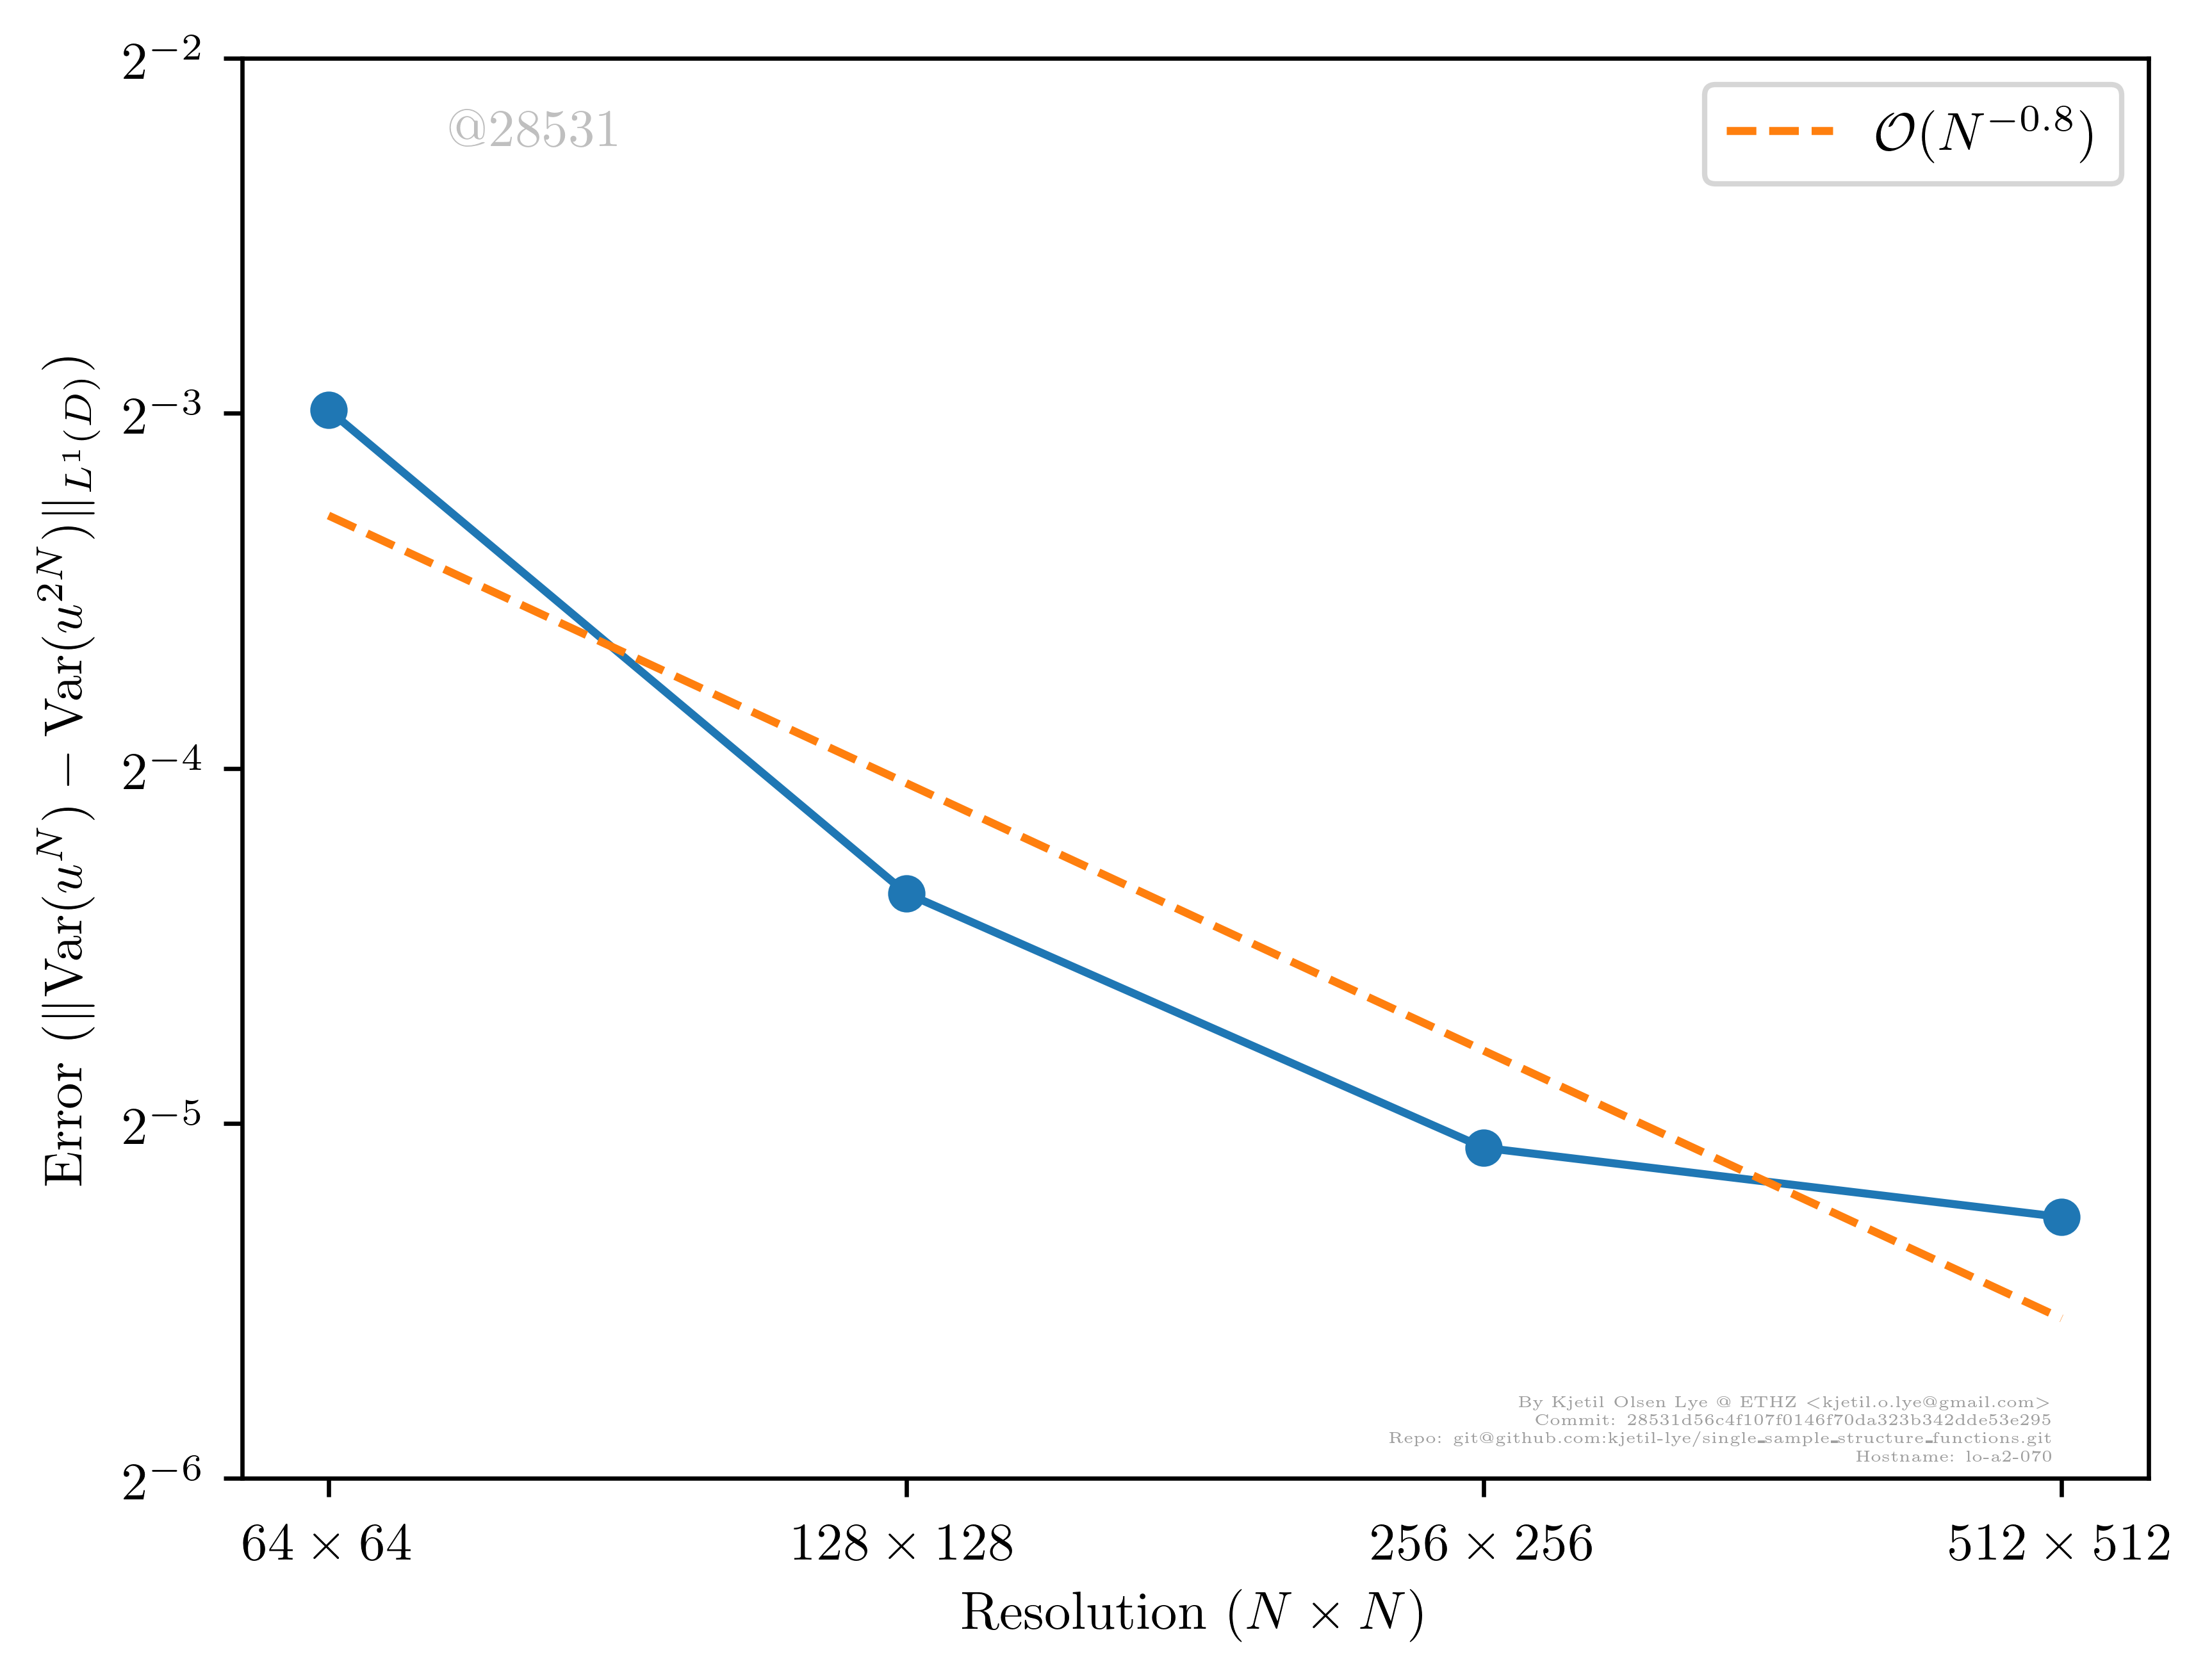 @28531
O(N^{-0.8})
2^{-2}
2^{-3}
2^{-4}
2^{-5}
2^{-6}
Error (‖Var(u^N) − Var(u^{2N})‖_{L^1(D)})
By Kjetil Olsen Lye @ ETHZ <kjetil.o.lye@gmail.com>
Commit: 28531d56c4f107f0146f70da323b342dde53e295
Repo: git@github.com:kjetil-lye/single_sample_structure_functions.git
Hostname: lo-a2-070
64 × 64
128 × 128
256 × 256
512 × 512
Resolution (N × N)